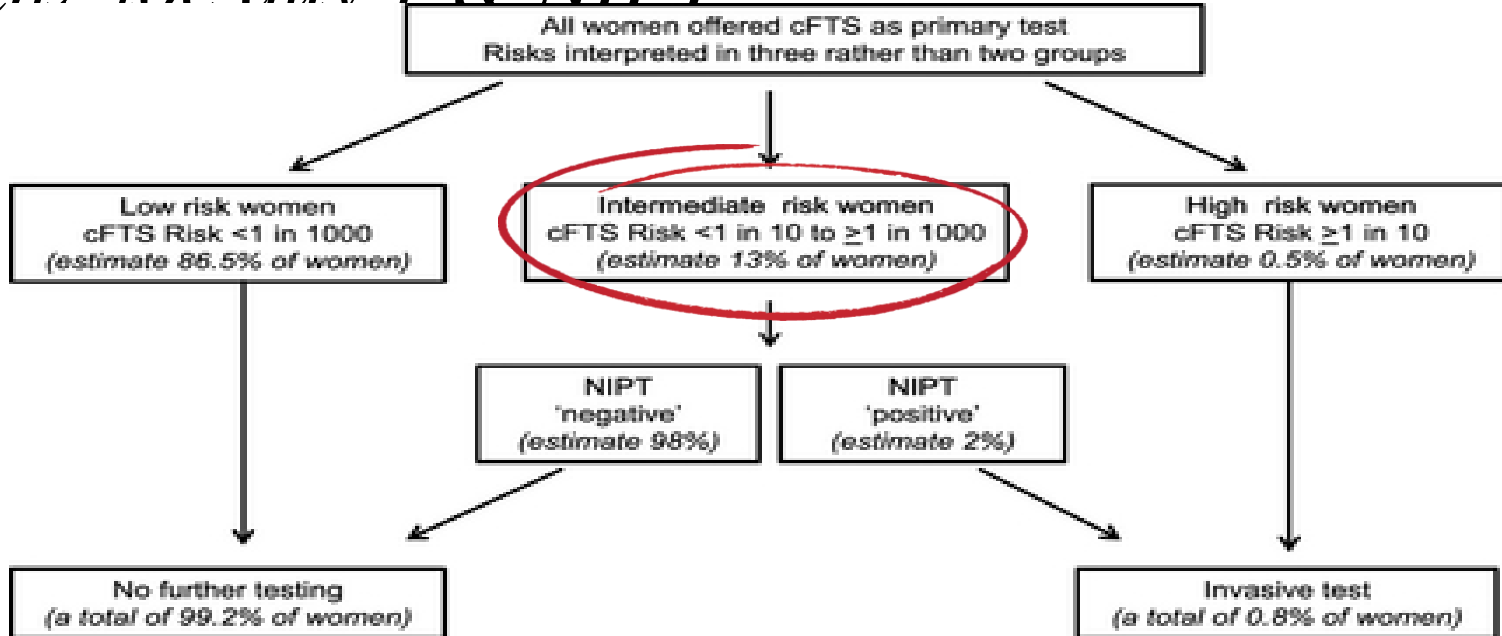 All women offered cFTS as primary test
Risks interpreted in three rather than two groups
Low risk women
cFTS Risk <1 in 1000
(estimate 86.5% of women)
Intermediate risk women
cFTS Risk <1 in 10 to ≥1 in 1000
(estimate 13% of women)
High risk women
cFTS Risk ≥1 in 10
(estimate 0.5% of women)
NIPT
'negative'
(estimate 98%)
NIPT
'positive'
(estimate 2%)
No further testing
(a total of 99.2% of women)
Invasive test
(a total of 0.8% of women)